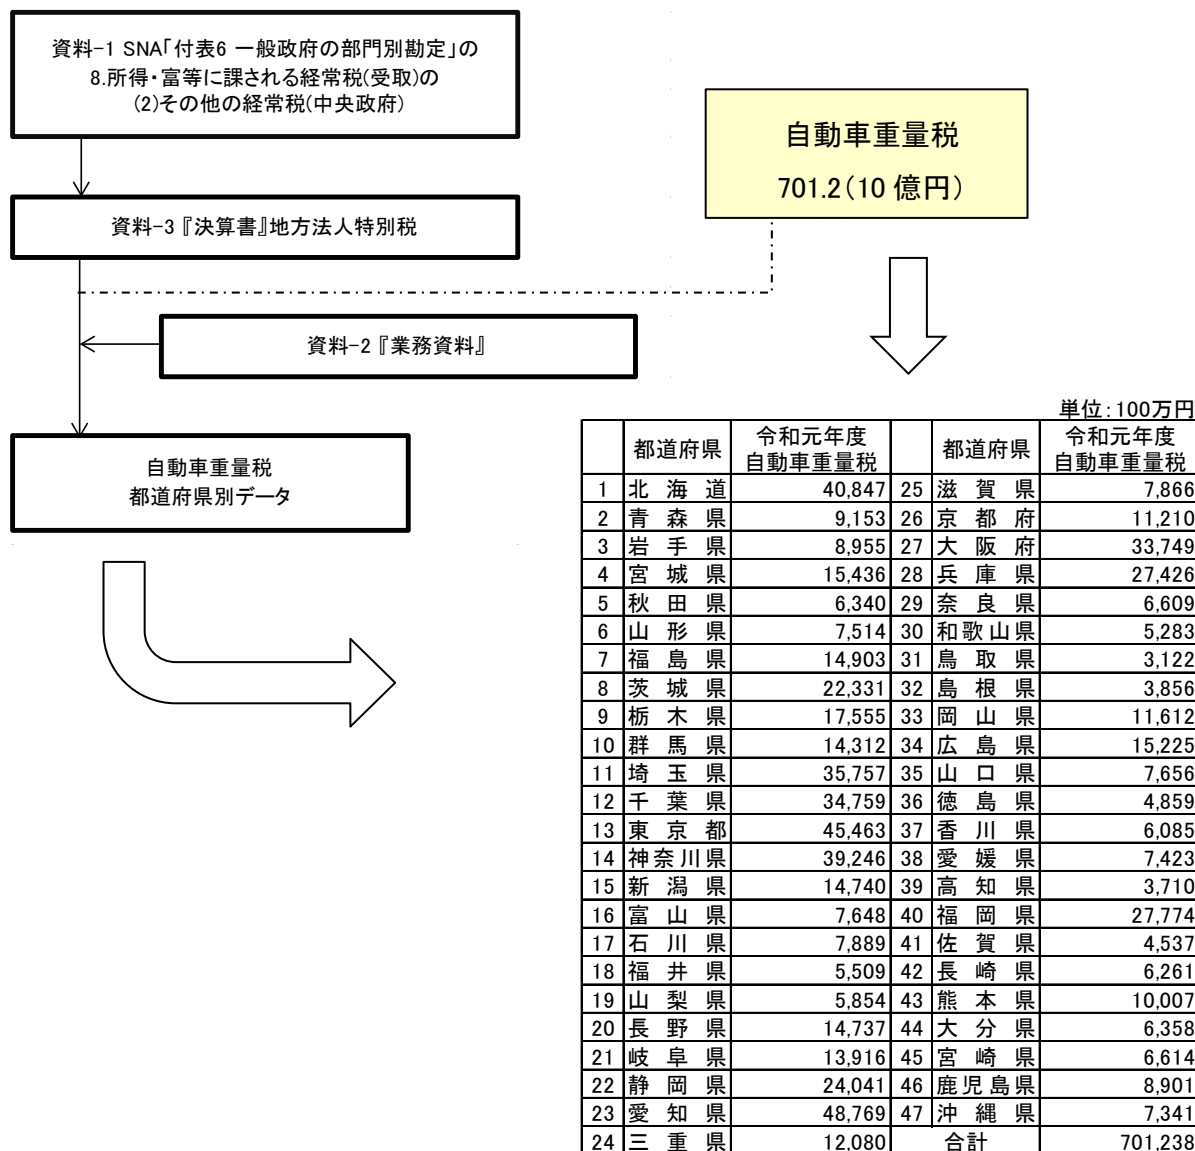 資料-1 SNA「付表6 一般政府の部門別勘定」の
8.所得・富等に課される経常税(受取)の
(2)その他の経常税(中央政府)
自動車重量税
701.2(10 億円)
資料-3 『決算書』地方法人特別税
資料-2 『業務資料』
自動車重量税
都道府県別データ
単位:100万円
都道府県 令和元年度 自動車重量税 都道府県 令和元年度 自動車重量税
1 北海道 40,847 25 滋賀県 7,866
2 青森県 9,153 26 京都府 11,210
3 岩手県 8,955 27 大阪府 33,749
4 宮城県 15,436 28 兵庫県 27,426
5 秋田県 6,340 29 奈良県 6,609
6 山形県 7,514 30 和歌山県 5,283
7 福島県 14,903 31 鳥取県 3,122
8 茨城県 22,331 32 島根県 3,856
9 栃木県 17,555 33 岡山県 11,612
10 群馬県 14,312 34 広島県 15,225
11 埼玉県 35,757 35 山口県 7,656
12 千葉県 34,759 36 徳島県 4,859
13 東京都 45,463 37 香川県 6,085
14 神奈川県 39,246 38 愛媛県 7,423
15 新潟県 14,740 39 高知県 3,710
16 富山県 7,648 40 福岡県 27,774
17 石川県 7,889 41 佐賀県 4,537
18 福井県 5,509 42 長崎県 6,261
19 山梨県 5,854 43 熊本県 10,007
20 長野県 14,737 44 大分県 6,358
21 岐阜県 13,916 45 宮崎県 6,614
22 静岡県 24,041 46 鹿児島県 8,901
23 愛知県 48,769 47 沖縄県 7,341
24 三重県 12,080 合計 701,238